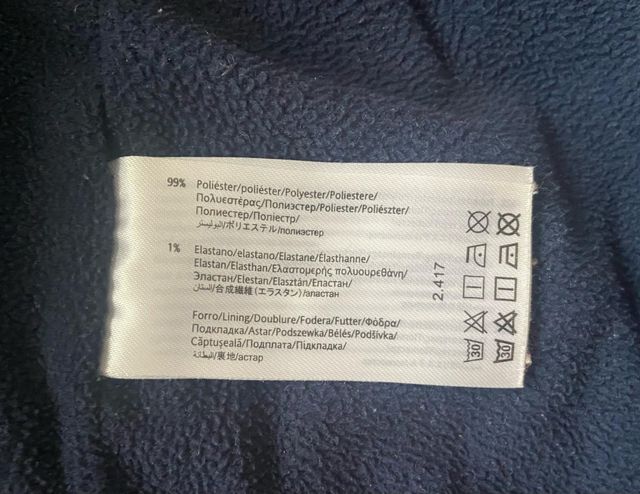 99% Poliéster/poliéster/Polyester/Poliestere/
Πολυεστέρας/Полиэстер/Poliester/Poliészter/
Полиестер/Поліестр/
البوليستر/ポリエステル/полиэстер
1% Elastano/elastano/Elastane/Élasthanne/
Elastan/Elasthan/Ελαστομερής πολυουρεθάνη/
Эластан/Elestan/Elasztán/Еластан/
الاستان/合成繊維 (エラスタン)/эластан
Forro/Lining/Doublure/Fodera/Futter/Φόδρα/
Подкладка/Astar/Podszewka/Bélés/Podšívka/
Căptuşeală/Подплата/Підкладка/
البطانة/裏地/астар
2.417
30
30